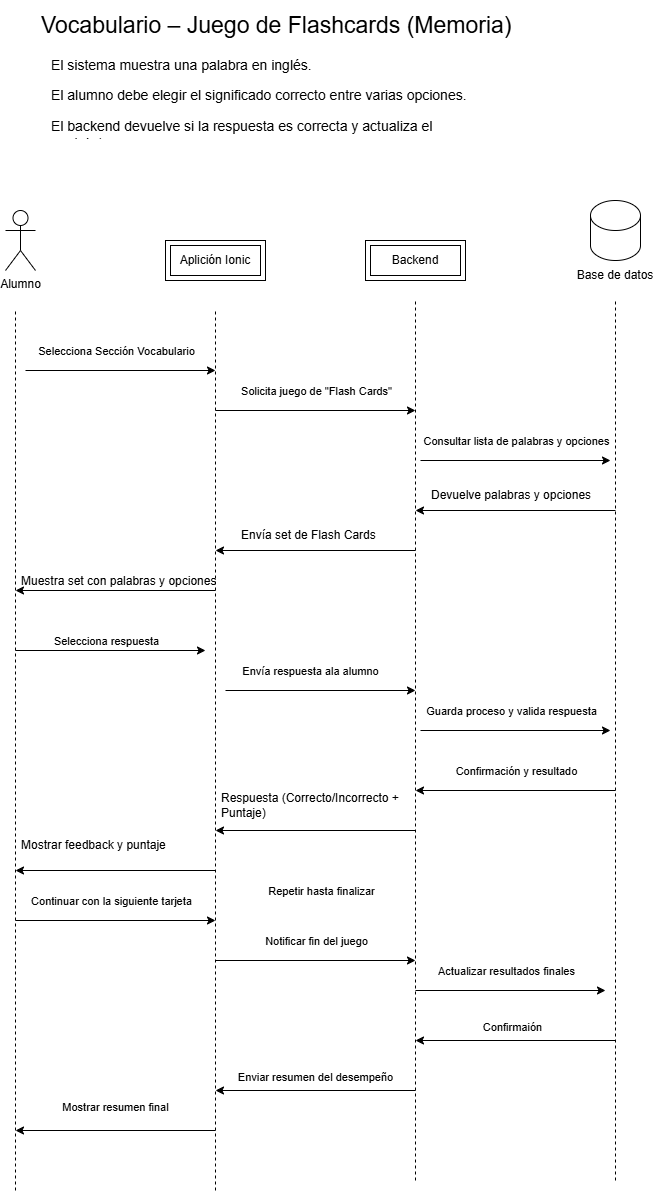 Vocabulario – Juego de Flashcards (Memoria)
El sistema muestra una palabra en inglés.
El alumno debe elegir el significado correcto entre varias opciones.
El backend devuelve si la respuesta es correcta y actualiza el
Alumno
Aplición Ionic
Backend
Base de datos
Selecciona Sección Vocabulario
Solicita juego de "Flash Cards"
Consultar lista de palabras y opciones
Devuelve palabras y opciones
Envía set de Flash Cards
Muestra set con palabras y opciones
Selecciona respuesta
Envía respuesta ala alumno
Guarda proceso y valida respuesta
Confirmación y resultado
Respuesta (Correcto/Incorrecto +
Puntaje)
Mostrar feedback y puntaje
Repetir hasta finalizar
Continuar con la siguiente tarjeta
Notificar fin del juego
Actualizar resultados finales
Confirmaión
Enviar resumen del desempeño
Mostrar resumen final